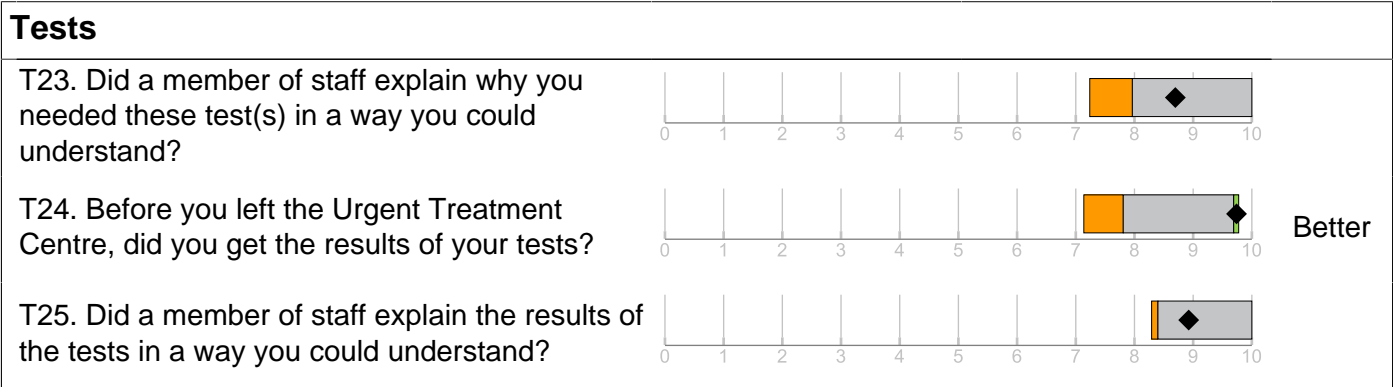 Tests
T23. Did a member of staff explain why you
needed these test(s) in a way you could
understand?
0 1 2 3 4 5 6 7 8 9 10
T24. Before you left the Urgent Treatment
Centre, did you get the results of your tests?
0 1 2 3 4 5 6 7 8 9 10
Better
T25. Did a member of staff explain the results of
the tests in a way you could understand?
0 1 2 3 4 5 6 7 8 9 10